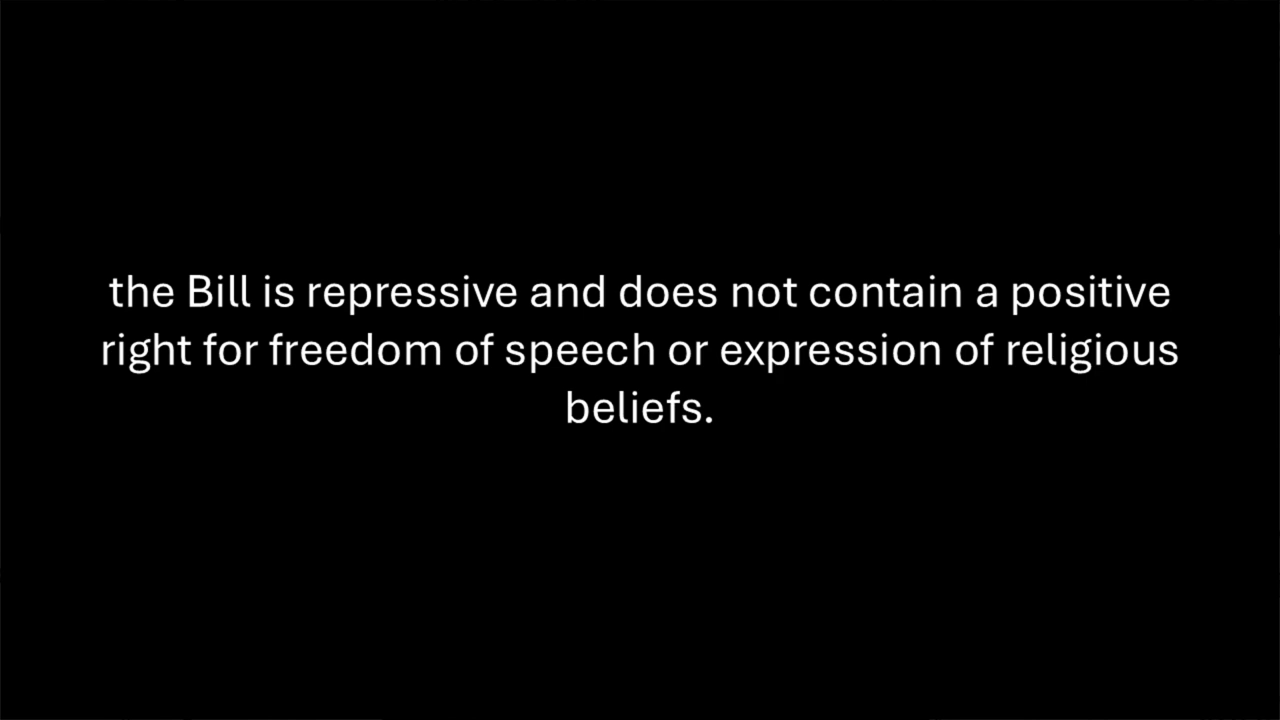 the Bill is repressive and does not contain a positive
right for freedom of speech or expression of religious
beliefs.